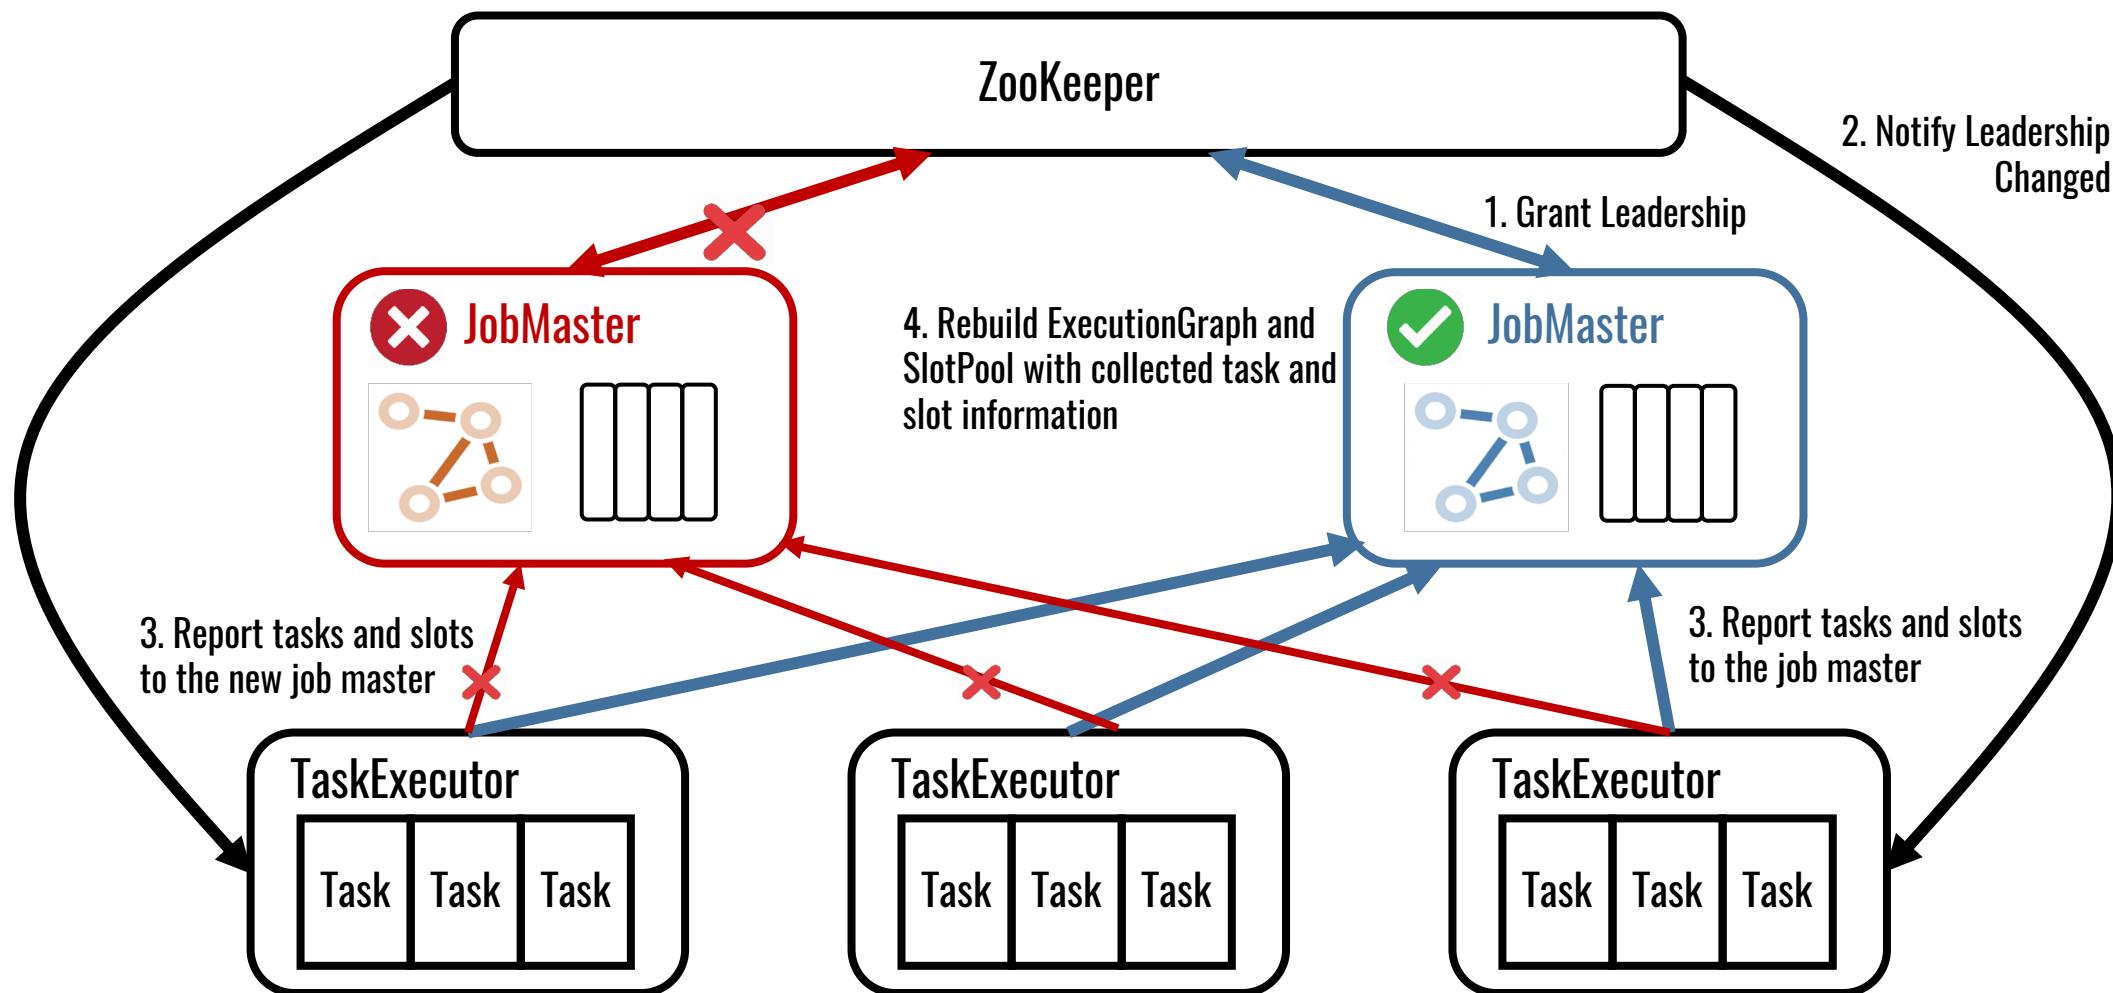 ZooKeeper
2. Notify Leadership
Changed
1. Grant Leadership
JobMaster
4. Rebuild ExecutionGraph and
SlotPool with collected task and
slot information
JobMaster
3. Report tasks and slots
to the new job master
3. Report tasks and slots
to the job master
TaskExecutor
Task Task Task
TaskExecutor
Task Task Task
TaskExecutor
Task Task Task